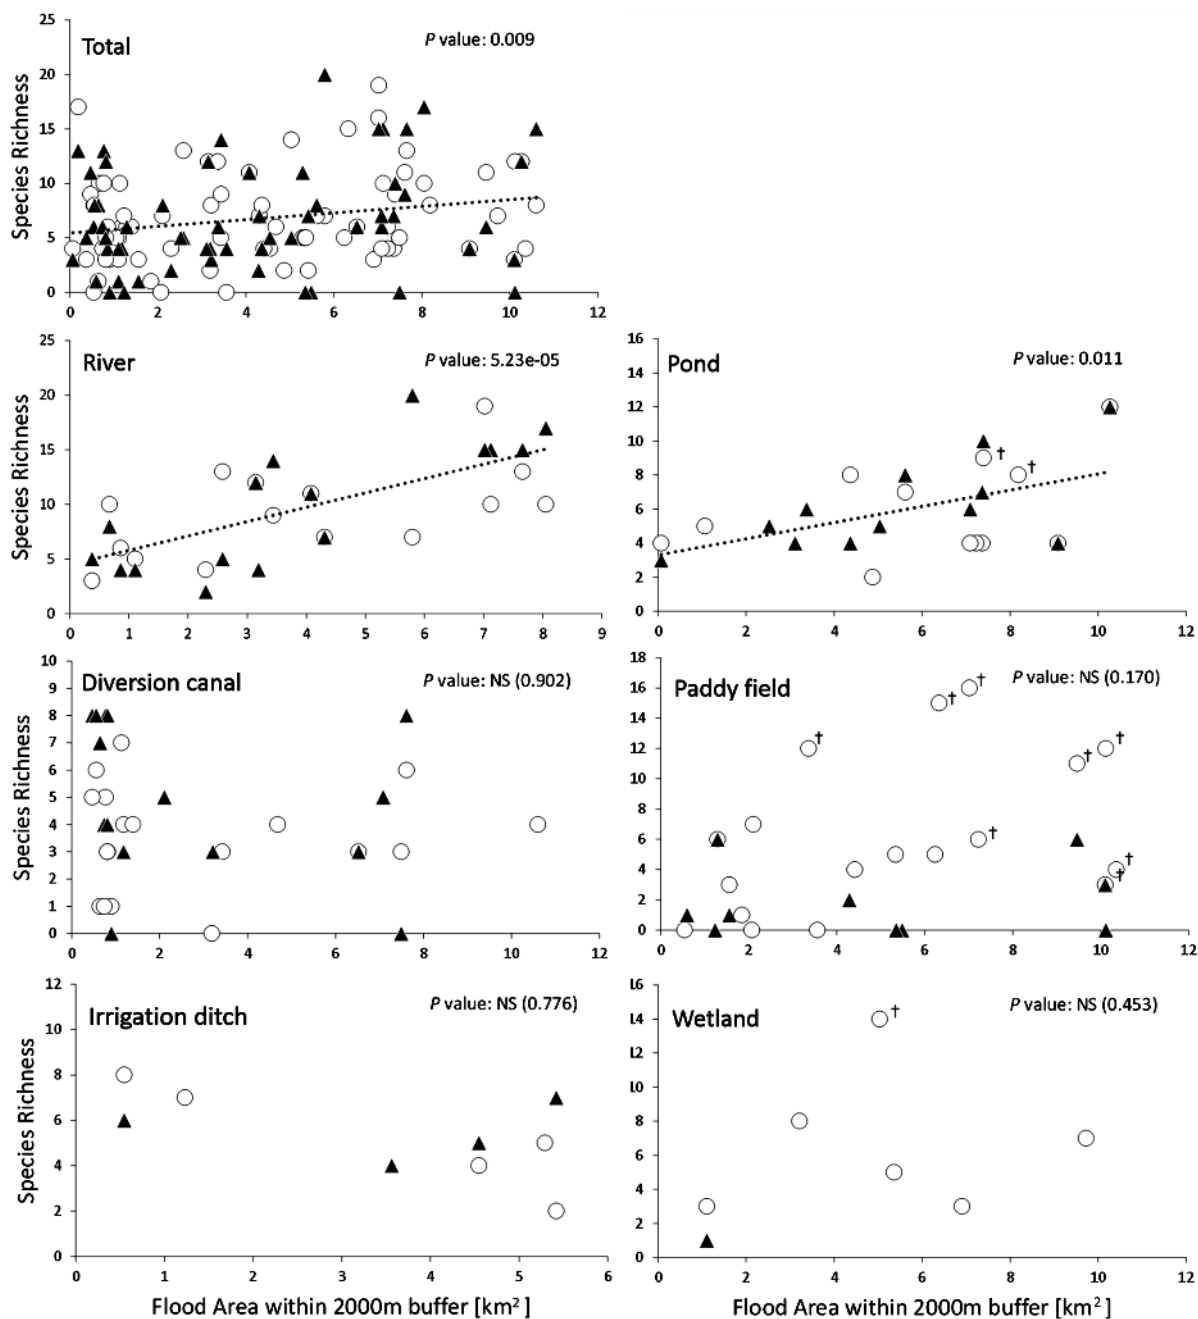 Total
P value: 0.009
Species Richness
25
20
15
10
5
0
0 2 4 6 8 10 12
River
P value: 5.23e-05
Species Richness
25
20
15
10
5
0
0 1 2 3 4 5 6 7 8 9
Pond
P value: 0.011
16
14
12
10
8
6
4
2
0
0 2 4 6 8 10 12
† †
Diversion canal
P value: NS (0.902)
Species Richness
10
9
8
7
6
5
4
3
2
1
0
0 2 4 6 8 10 12
Paddy field
P value: NS (0.170)
18
16
14
12
10
8
6
4
2
0
0 2 4 6 8 10 12
† † † † † † † †
Irrigation ditch
P value: NS (0.776)
Species Richness
12
10
8
6
4
2
0
0 1 2 3 4 5 6
Flood Area within 2000m buffer [km²]
Wetland
P value: NS (0.453)
16
14
12
10
8
6
4
2
0
0 2 4 6 8 10 12
†
Flood Area within 2000m buffer [km²]